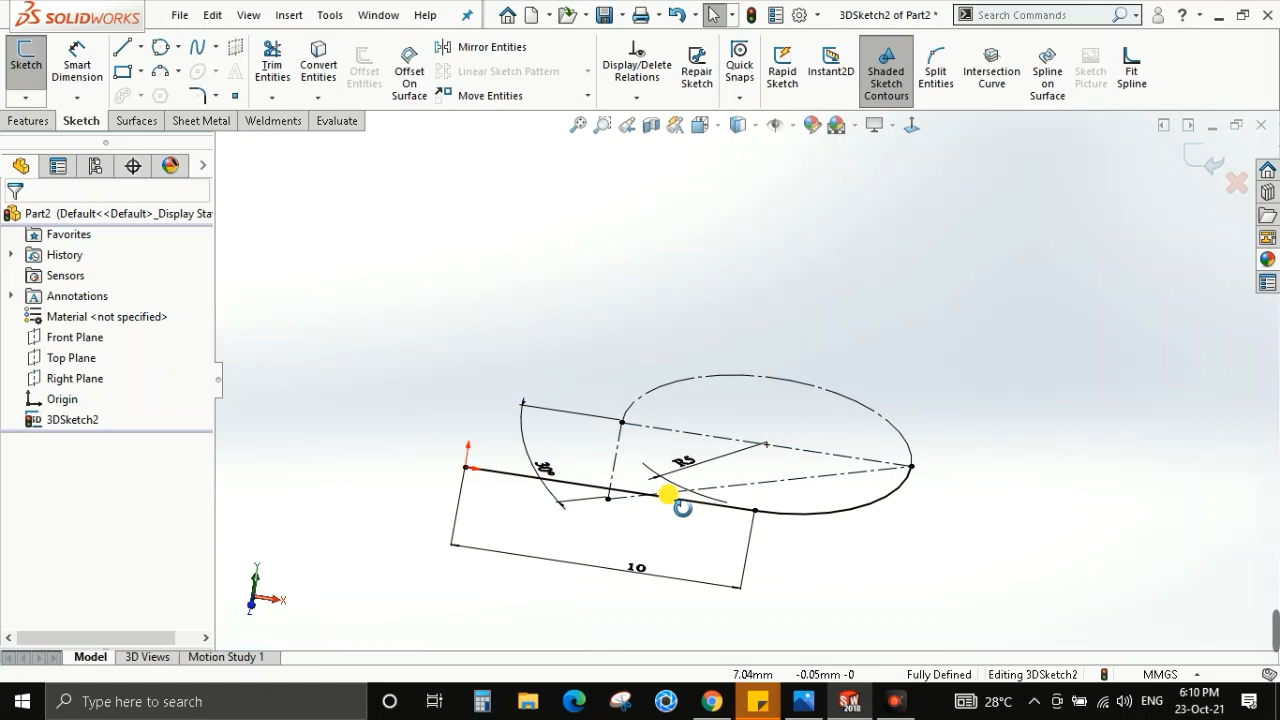 SOLIDWORKS File Edit View Insert Tools Window Help 3DSketch2 of Part2 * Search Commands
Sketch Smart Dimension Trim Entities Convert Entities Offset Entities Offset On Surface Mirror Entities Linear Sketch Pattern Move Entities Display/Delete Relations Repair Sketch Quick Snaps Rapid Sketch Instant2D Shaded Sketch Contours Split Entities Intersection Curve Spline on Surface Sketch Picture Fit Spline
Features Sketch Surfaces Sheet Metal Weldments Evaluate
Part2 (Default<<Default>_Display Sta
Favorites
History
Sensors
Annotations
Material <not specified>
Front Plane
Top Plane
Right Plane
Origin
3D 3DSketch2
R5
10
Y
X
Z
Model 3D Views Motion Study 1
7.04mm -0.05mm -0 Fully Defined Editing 3DSketch2 MMGS
Type here to search SW 2018 28°C ENG 6:10 PM
23-Oct-21